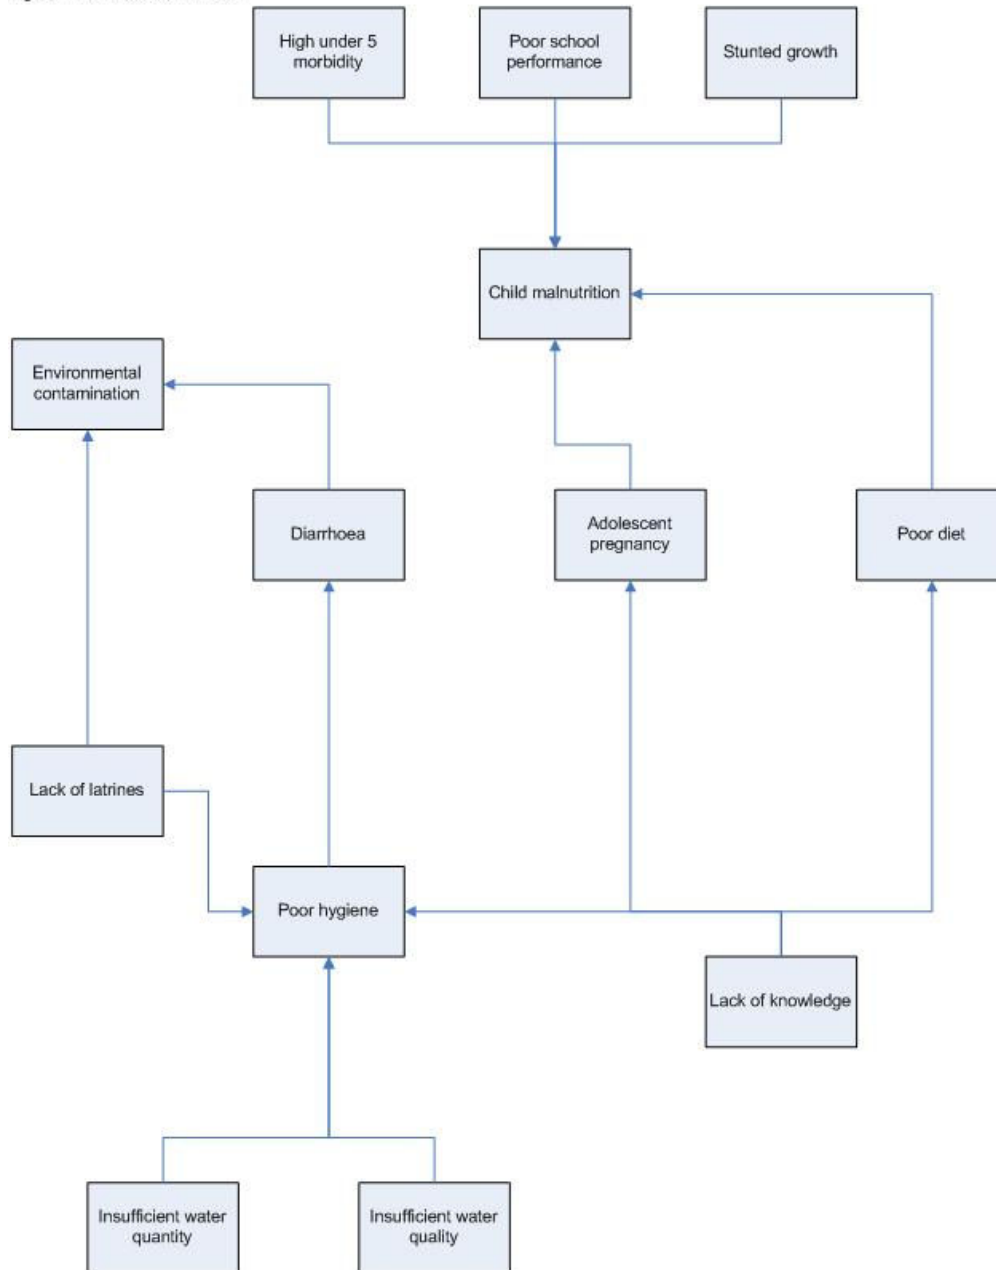 High under 5
morbidity
Poor school
performance
Stunted growth
Child malnutrition
Environmental
contamination
Diarrhoea
Adolescent
pregnancy
Poor diet
Lack of latrines
Poor hygiene
Lack of knowledge
Insufficient water
quantity
Insufficient water
quality